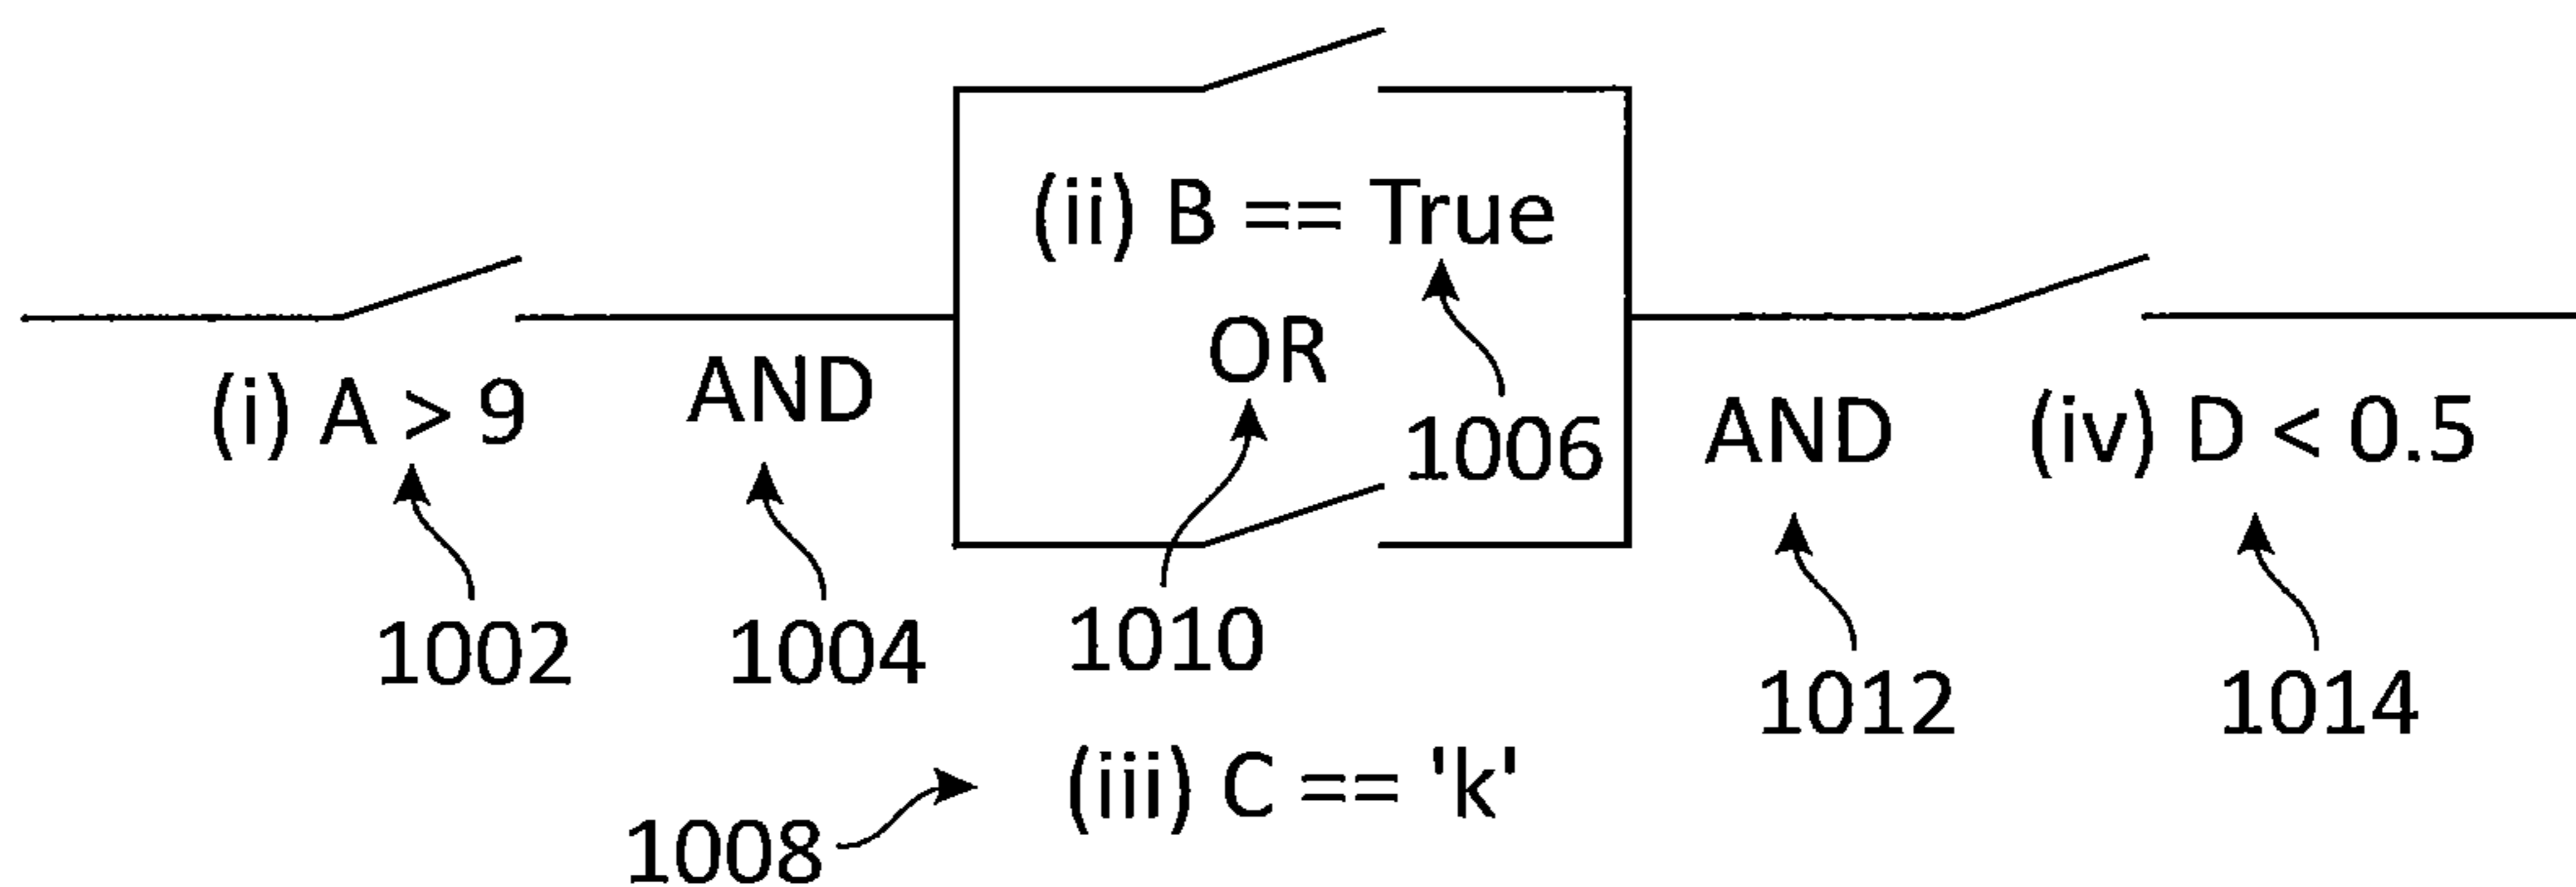 (ii) B == True
OR
1006
(i) A > 9
AND
AND
(iv) D < 0.5
1002
1004
1010
1012
1014
(iii) C == 'k'
1008